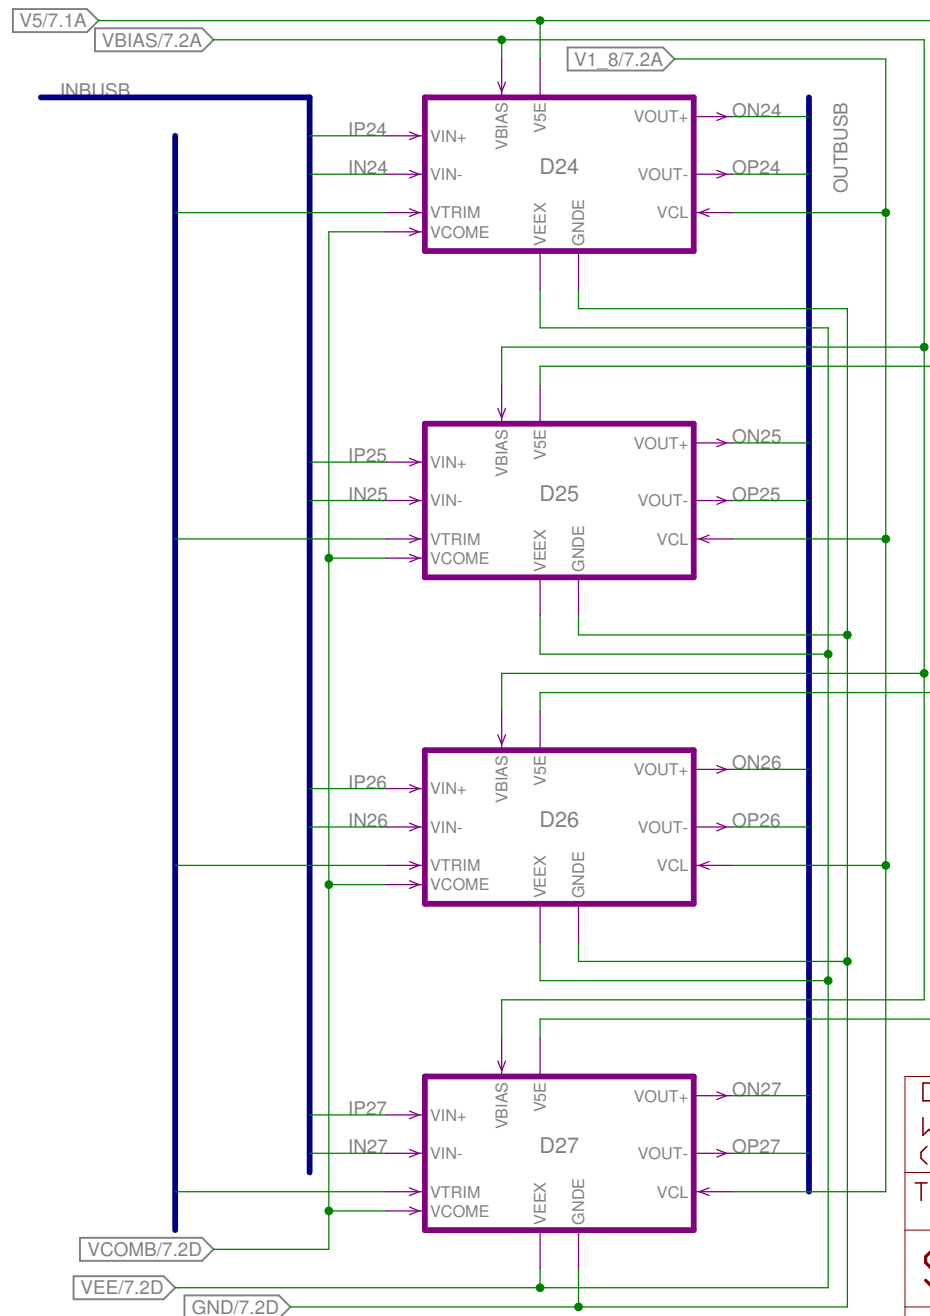 V5/7.1A
VBIAS/7.2A
V1_8/7.2A
INBUSB
OUTBUSB
IP24
IN24
VIN+
VIN-
VTRIM
VCOME
VBIAS
V5E
D24
VEEX
GNDE
VOUT+
VOUT-
VCL
ON24
OP24
IP25
IN25
VIN+
VIN-
VTRIM
VCOME
VBIAS
V5E
D25
VEEX
GNDE
VOUT+
VOUT-
VCL
ON25
OP25
IP26
IN26
VIN+
VIN-
VTRIM
VCOME
VBIAS
V5E
D26
VEEX
GNDE
VOUT+
VOUT-
VCL
ON26
OP26
IP27
IN27
VIN+
VIN-
VTRIM
VCOME
VBIAS
V5E
D27
VEEX
GNDE
VOUT+
VOUT-
VCL
ON27
OP27
T
VCOMB/7.2D
VEE/7.2D
GND/7.2D